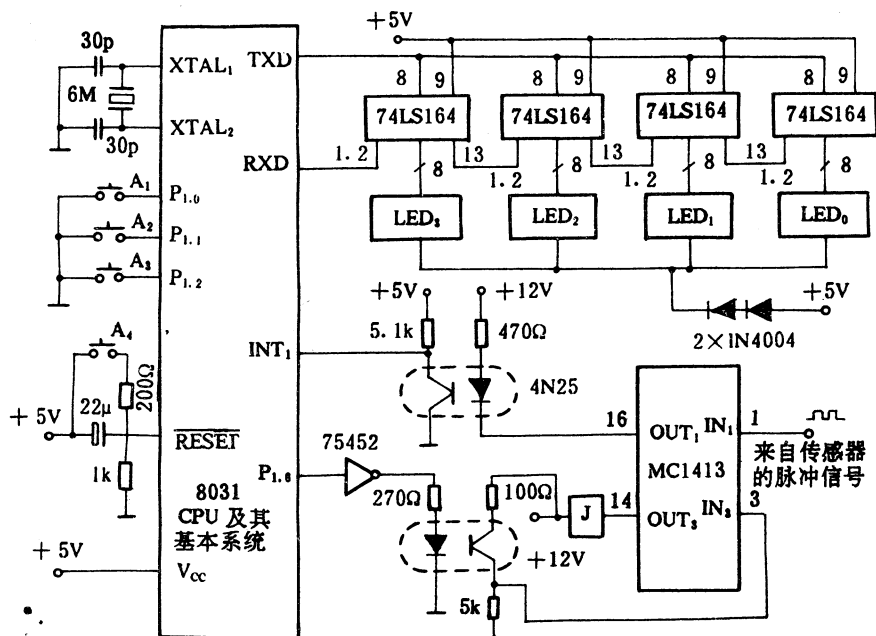 +5V
30p
XTAL₁
TXD
6M
8
9
8
9
8
9
8
9
74LS164
74LS164
74LS164
74LS164
XTAL₂
30p
RXD
1.2
13
1.2
13
1.2
13
1.2
8
8
8
8
A₁
P₁.₀
LED₃
LED₂
LED₁
LED₀
A₂
P₁.₁
A₃
P₁.₂
+5V
+12V
+5V
2×IN4004
5.1k
470Ω
A₄
INT₁
4N25
200Ω
+5V
22μ
RESET
16
OUT₁
IN₁
1
来自传感器
的脉冲信号
MC1413
75452
1k
P₁.₆
270Ω
100Ω
J
14
OUT₃
IN₃
3
8031
CPU及其
基本系统
+12V
+5V
V_CC
5k